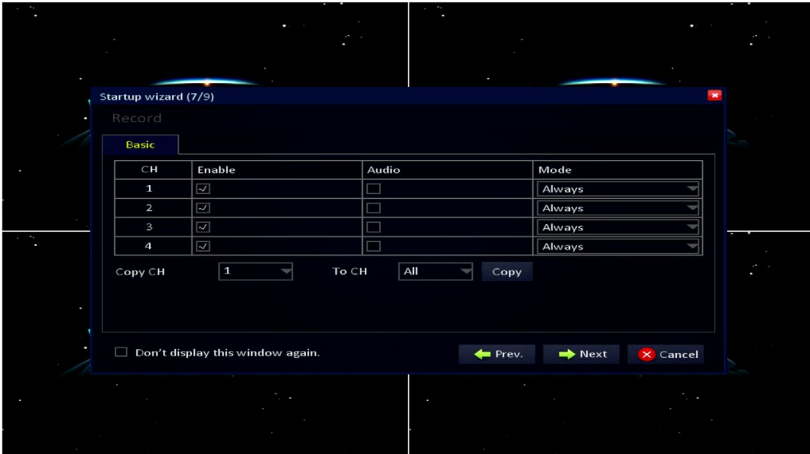 Startup wizard (7/9)
Record
Basic
CH Enable Audio Mode
1 Always
2 Always
3 Always
4 Always
Copy CH 1 To CH All Copy
Don't display this window again. Prev. Next Cancel